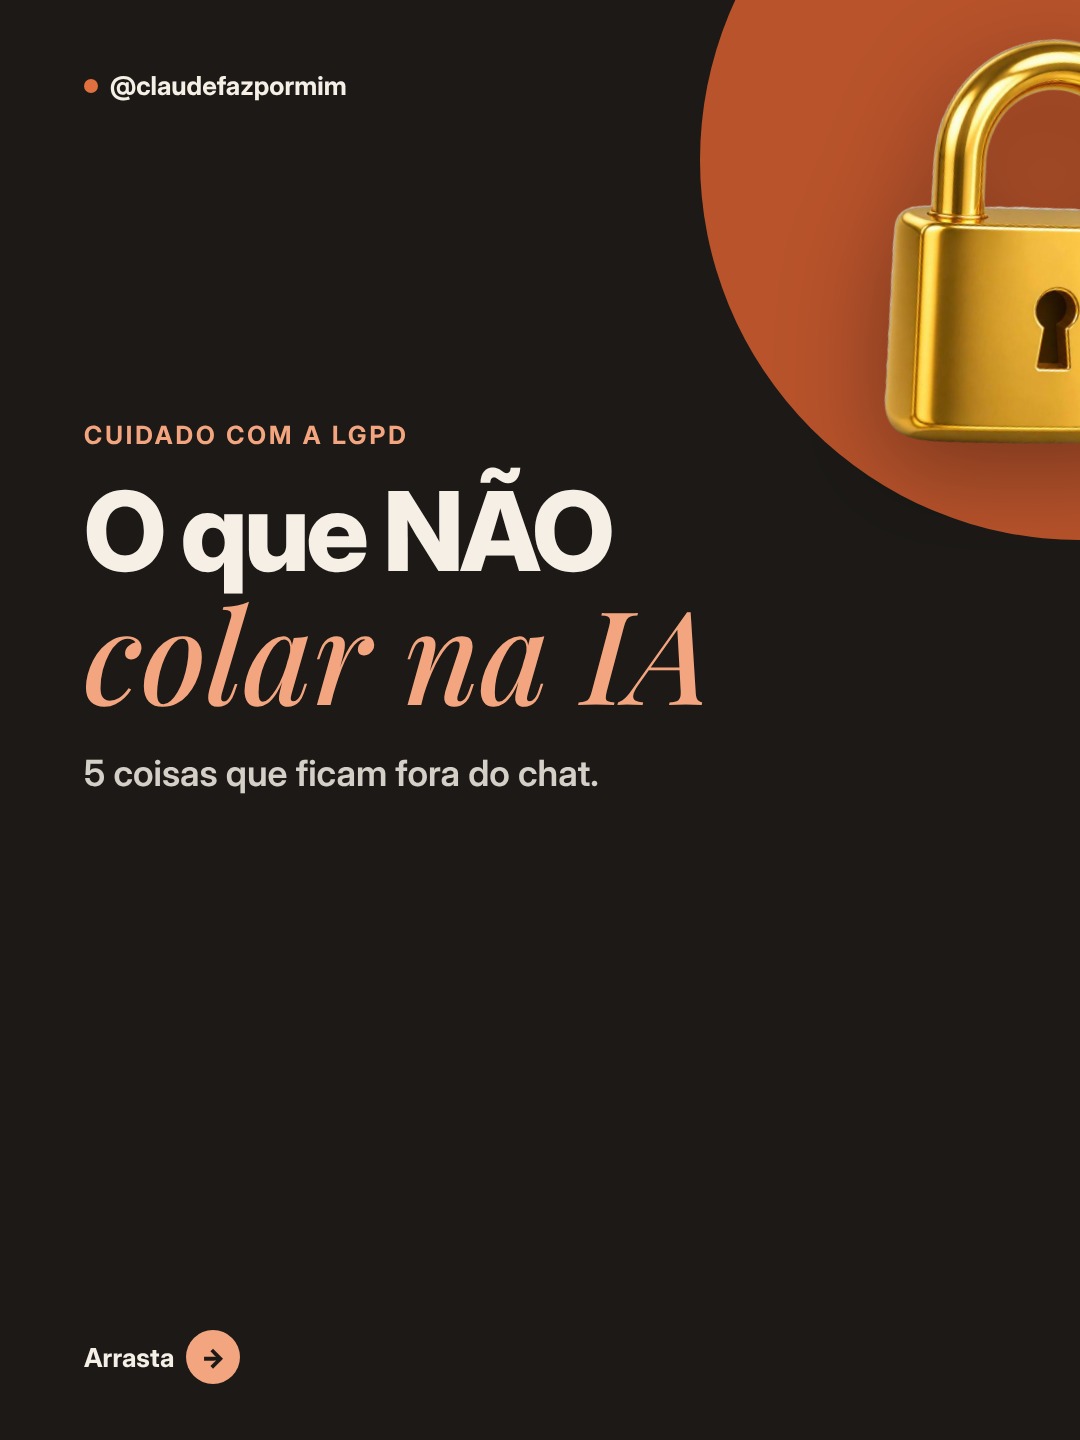 @claudefazpormim
CUIDADO COM A LGPD
O que NÃO
colar na IA
5 coisas que ficam fora do chat.
Arrasta →